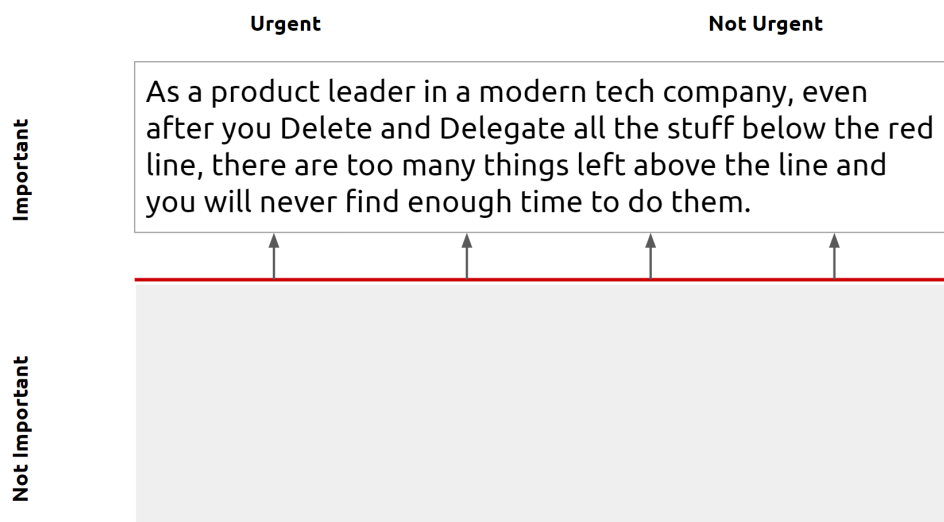 Urgent
Not Urgent
Important
As a product leader in a modern tech company, even
after you Delete and Delegate all the stuff below the red
line, there are too many things left above the line and
you will never find enough time to do them.
Not Important